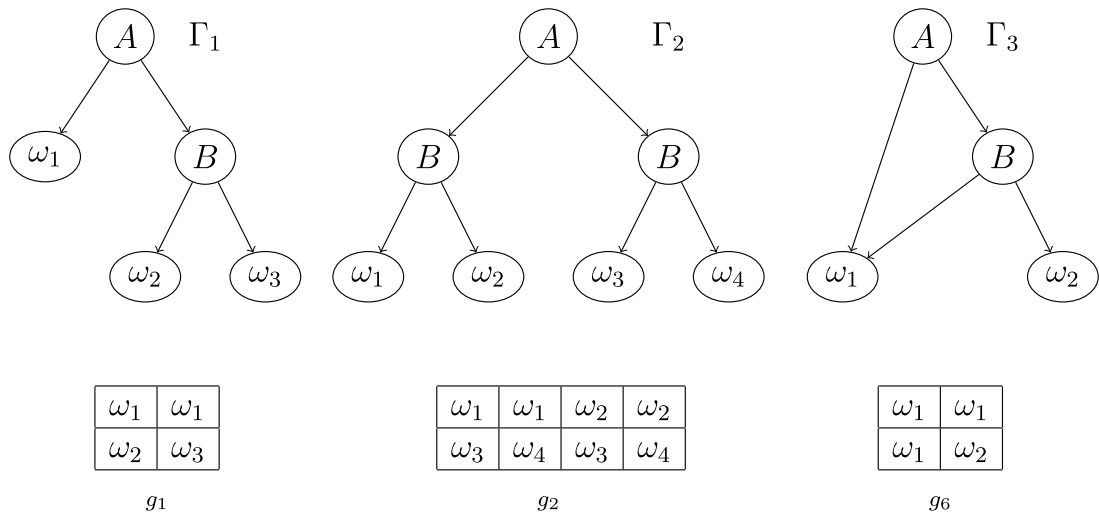 A Γ₁ A Γ₂ A Γ₃
ω₁ B B B B
ω₂ ω₃ ω₁ ω₂ ω₃ ω₄ ω₁ ω₂
ω₁ ω₁ ω₁ ω₁ ω₂ ω₂ ω₁ ω₁
ω₂ ω₃ ω₃ ω₄ ω₃ ω₄ ω₁ ω₂
g₁ g₂ g₆